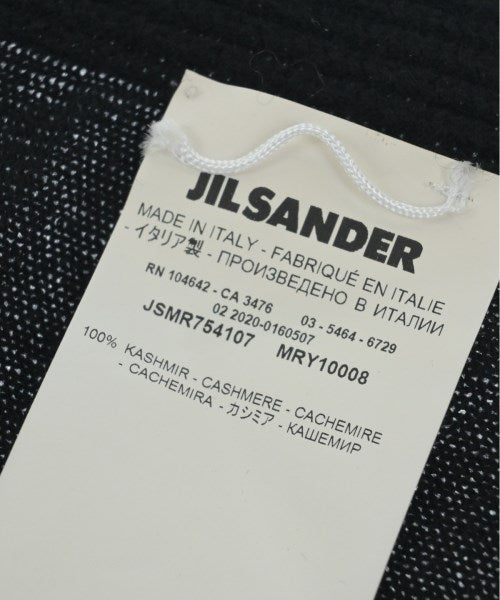 JILSANDER
MADE IN ITALY - FABRIQUÉ EN ITALIE
- イタリア製 - ПРОИЗВЕДЕНО В ИТАЛИИ
RN 104642 - CA 3476 03 - 5464 - 6729
02 2020-0160507
JSMR754107 MRY10008
100% KASHMIR - CASHMERE - CACHEMIRE
- CACHEMIRA - カシミア - КАШЕМИР